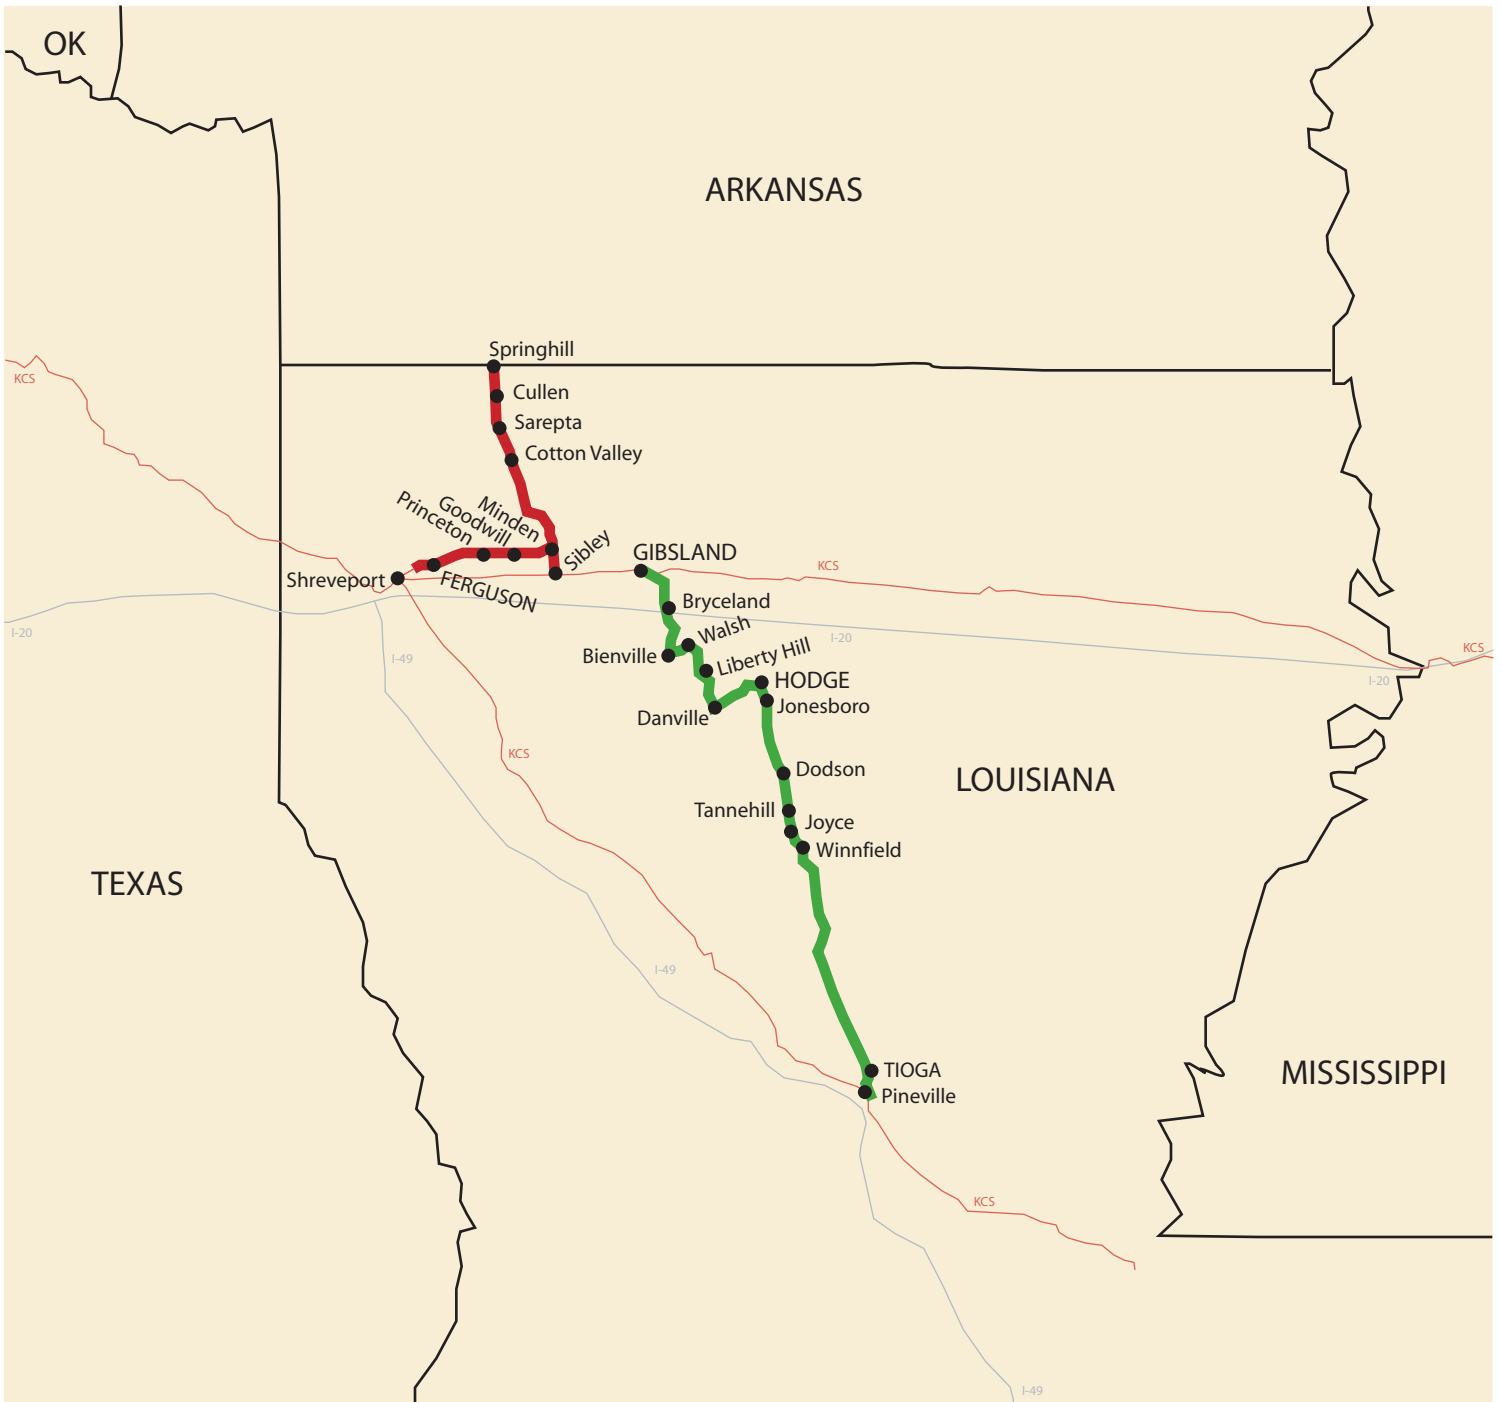 OK
ARKANSAS
Springhill
KCS
Cullen
Sarepta
Cotton Valley
Minden
Goodwill
Princeton
Sibley
GIBSLAND
KCS
Shreveport
FERGUSON
Bryceland
I-20
Walsh
I-20
KCS
Bienville
I-49
Liberty Hill
HODGE
I-20
Jonesboro
Danville
KCS
Dodson
LOUISIANA
Tannehill
Joyce
Winnfield
TEXAS
I-49
TIOGA
MISSISSIPPI
Pineville
KCS
I-49